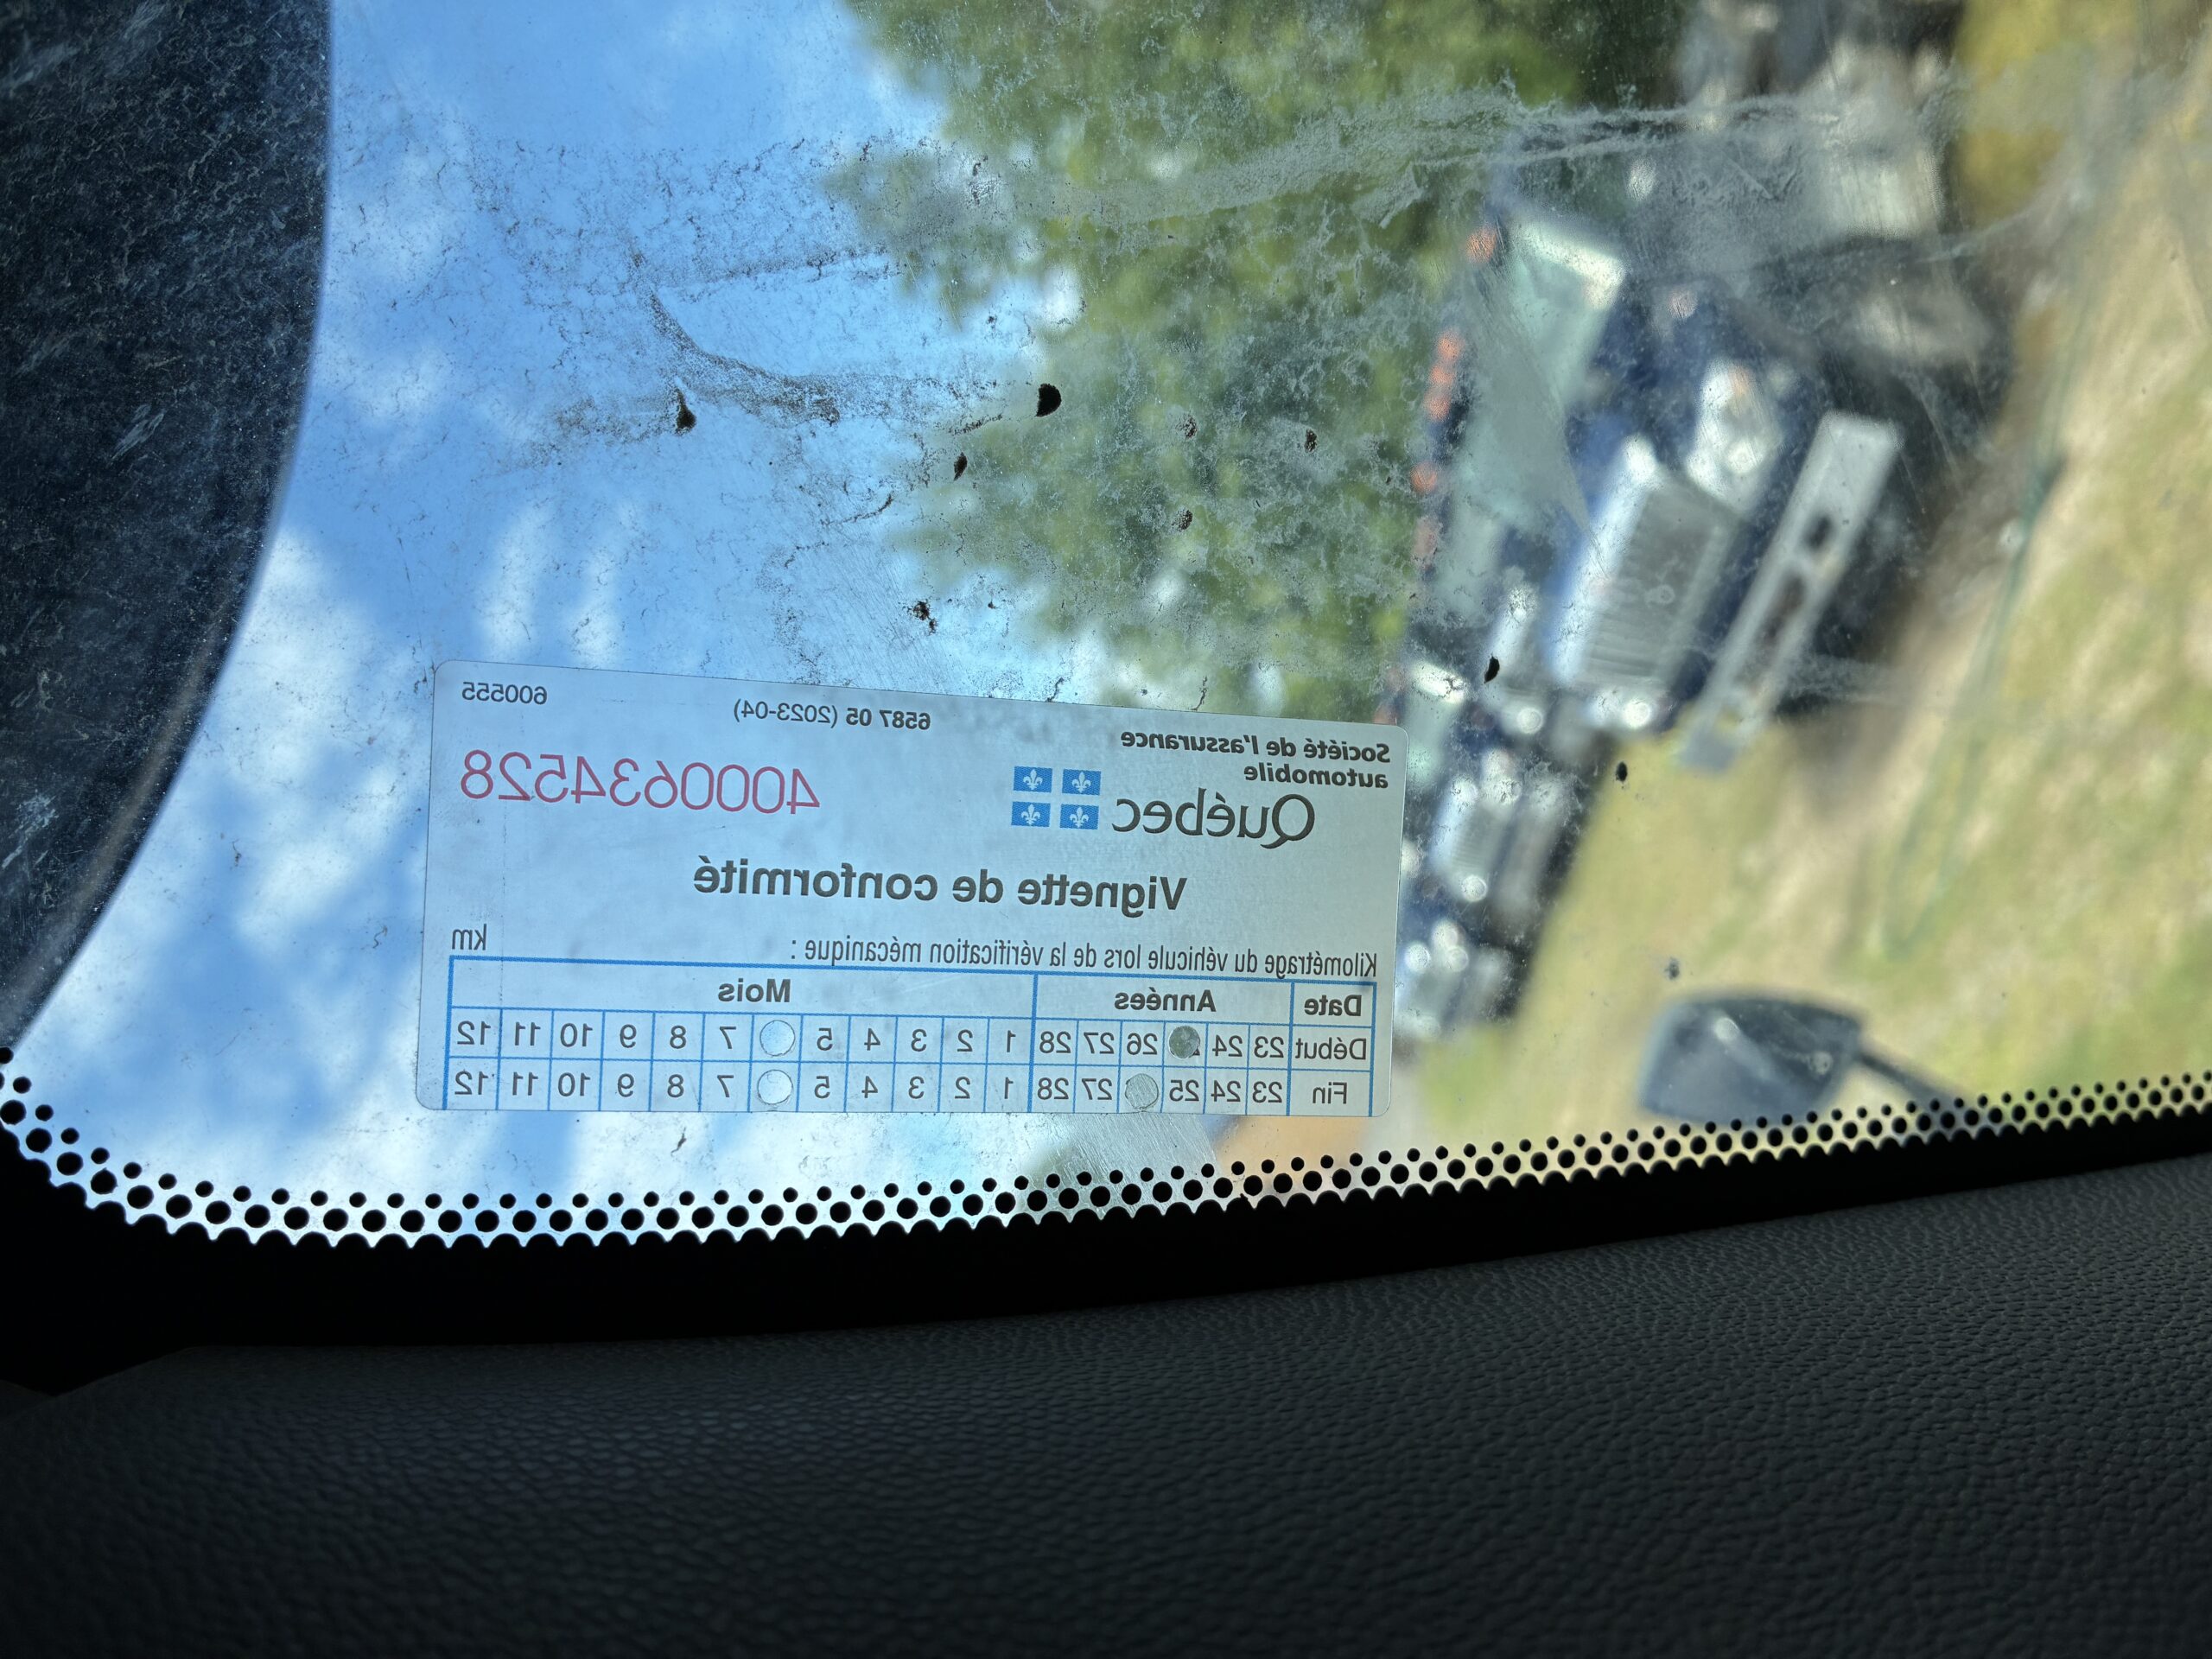 6587 05 (2023-04) 600555
Société de l'assurance
automobile
Québec
4000634528
Vignette de conformité
Kilométrage du véhicule lors de la vérification mécanique : km
Date Années Mois
Début 23 24 26 27 28 1 2 3 4 5 7 8 9 10 11 12
Fin 23 24 25 27 28 1 2 3 4 5 7 8 9 10 11 12